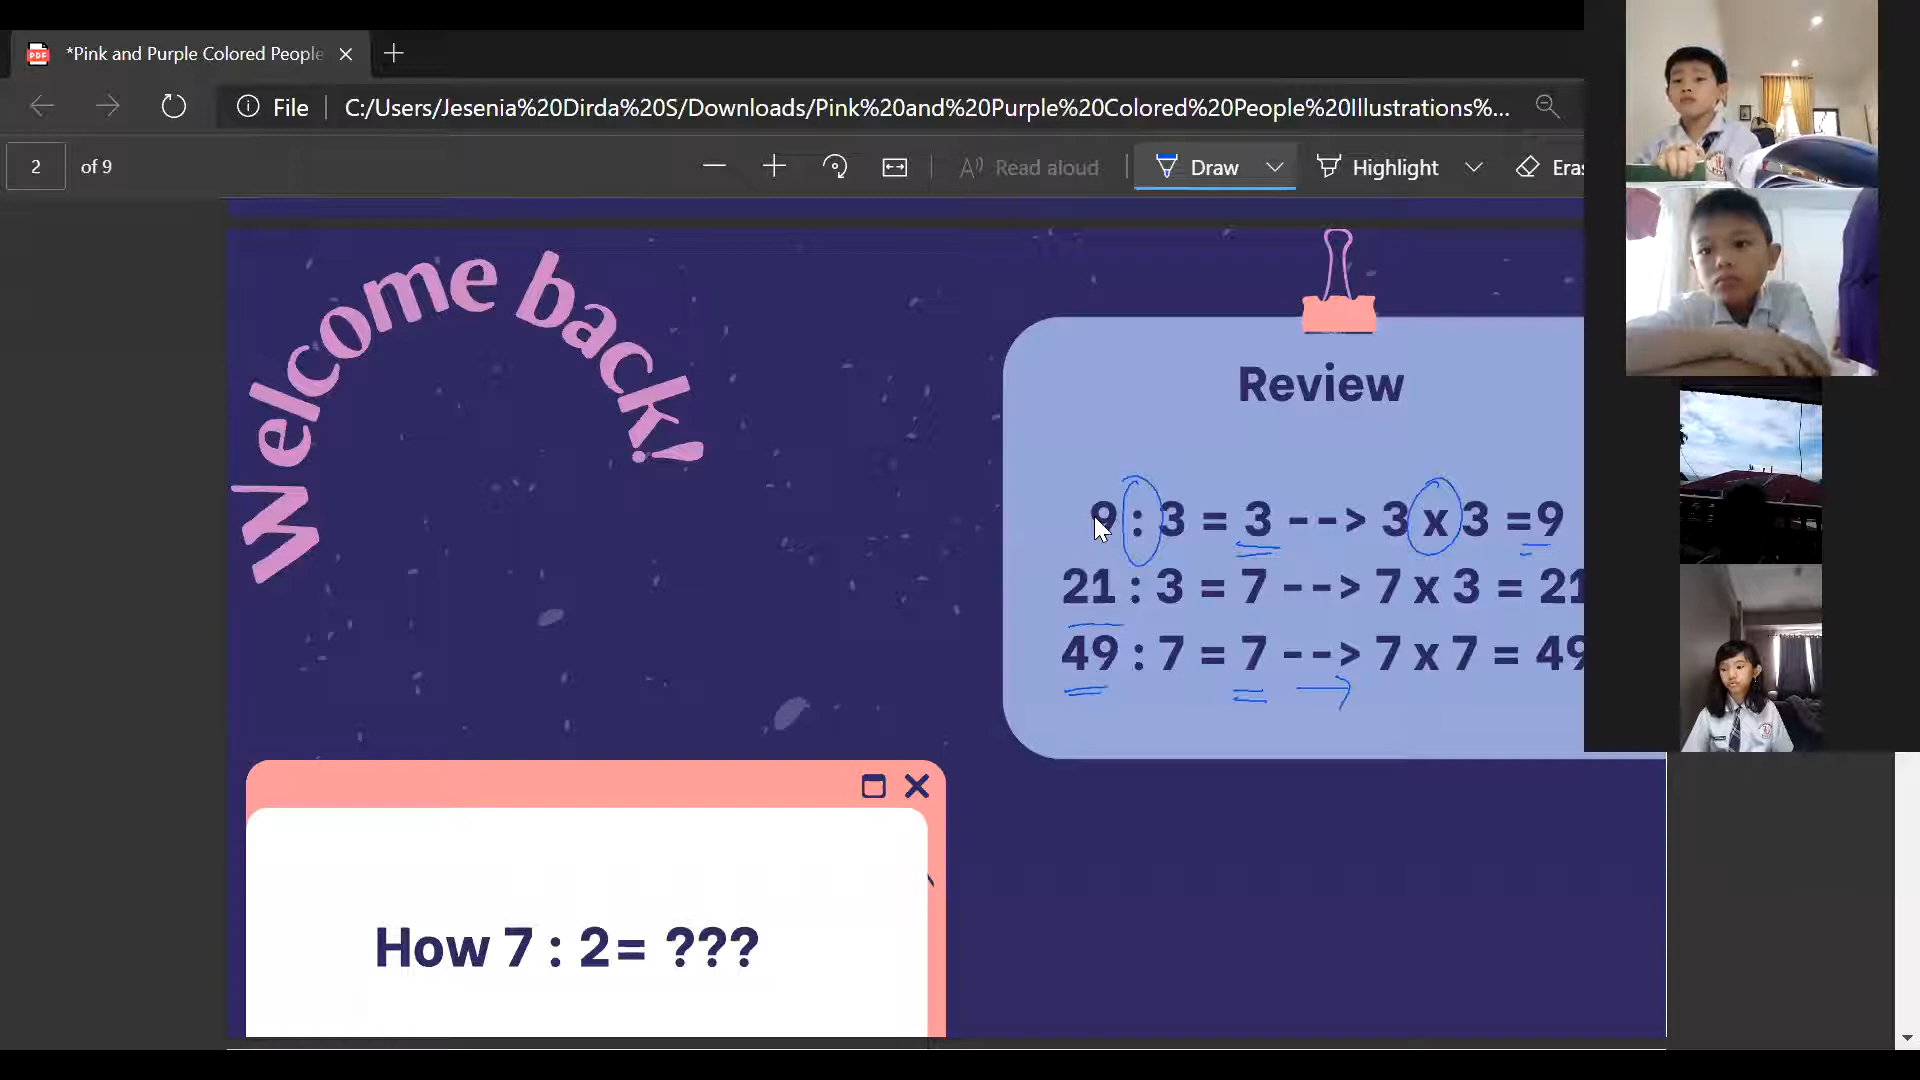 *Pink and Purple Colored People
File
C:/Users/Jesenia%20Dirda%20S/Downloads/Pink%20and%20Purple%20Colored%20People%20Illustrations%...
2 of 9
Read aloud
Draw
Highlight
Eras
Welcome back!
Review
9 : 3 = 3 --> 3 x 3 =9
21 : 3 = 7 --> 7 x 3 = 21
49 : 7 = 7 --> 7 x 7 = 49
How 7 : 2= ???